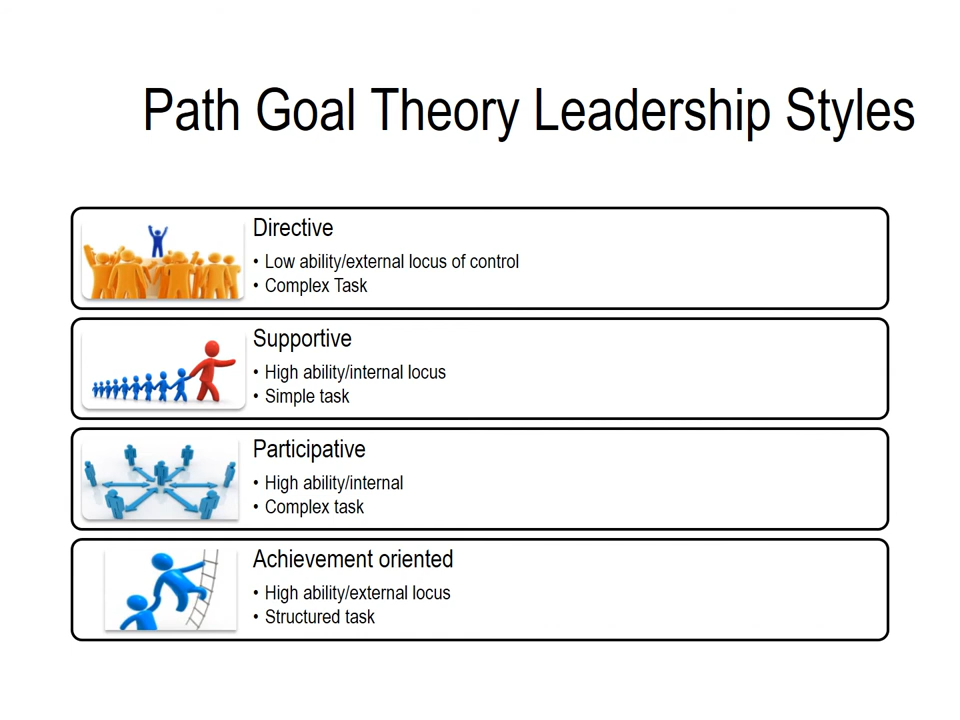 Path Goal Theory Leadership Styles
Directive
• Low ability/external locus of control
• Complex Task
Supportive
• High ability/internal locus
• Simple task
Participative
• High ability/internal
• Complex task
Achievement oriented
• High ability/external locus
• Structured task